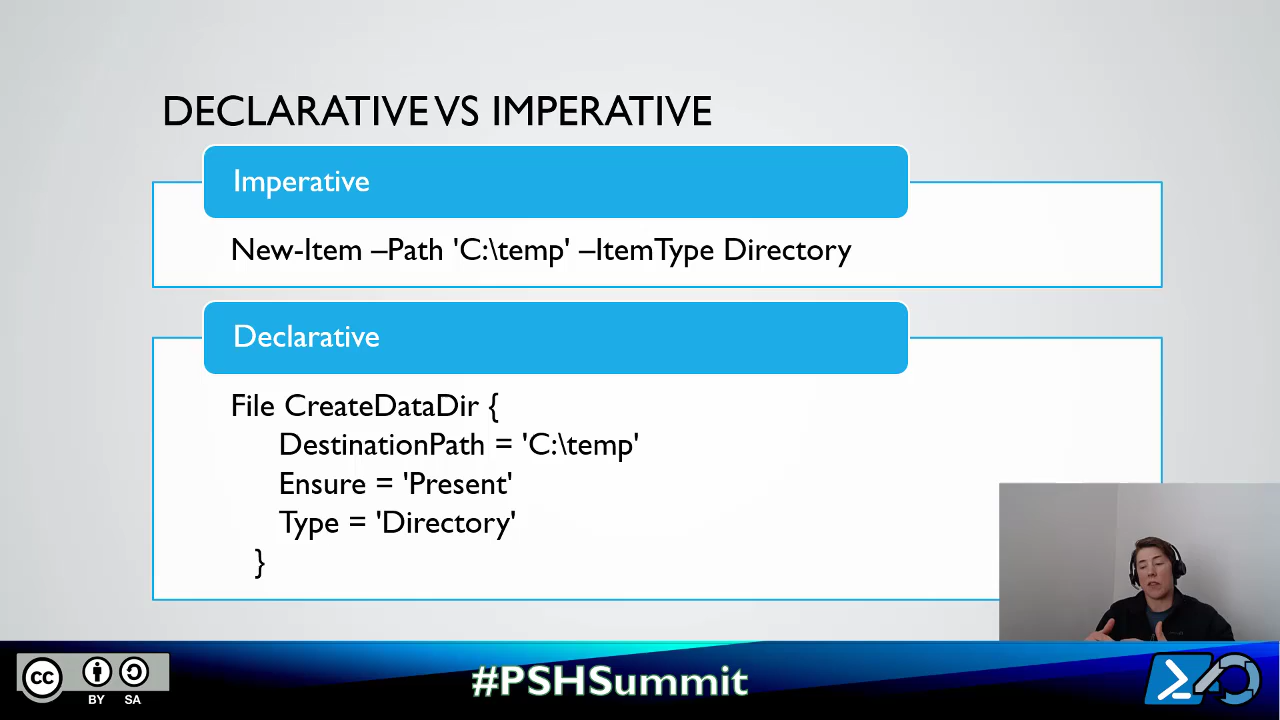 DECLARATIVE VS IMPERATIVE
Imperative
New-Item –Path 'C:\temp' –ItemType Directory
Declarative
File CreateDataDir {
DestinationPath = 'C:\temp'
Ensure = 'Present'
Type = 'Directory'
}
cc
BY SA
#PSHSummit